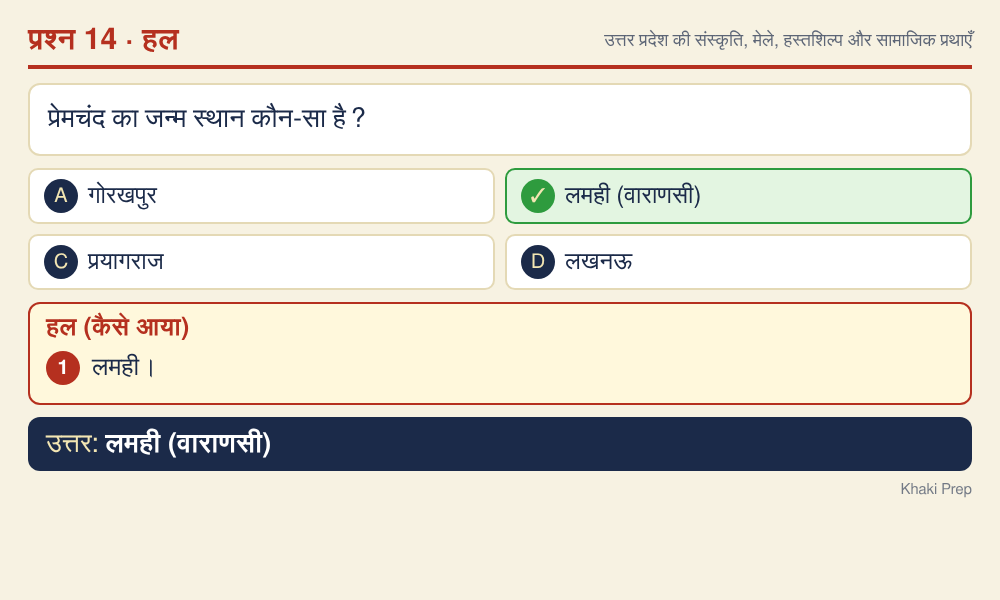 प्रश्न 14 · हल
उत्तर प्रदेश की संस्कृति, मेले, हस्तशिल्प और सामाजिक प्रथाएँ
प्रेमचंद का जन्म स्थान कौन-सा है ?
A गोरखपुर
✓ लमही (वाराणसी)
C प्रयागराज
D लखनऊ
हल (कैसे आया)
1 लमही।
उत्तर: लमही (वाराणसी)
Khaki Prep